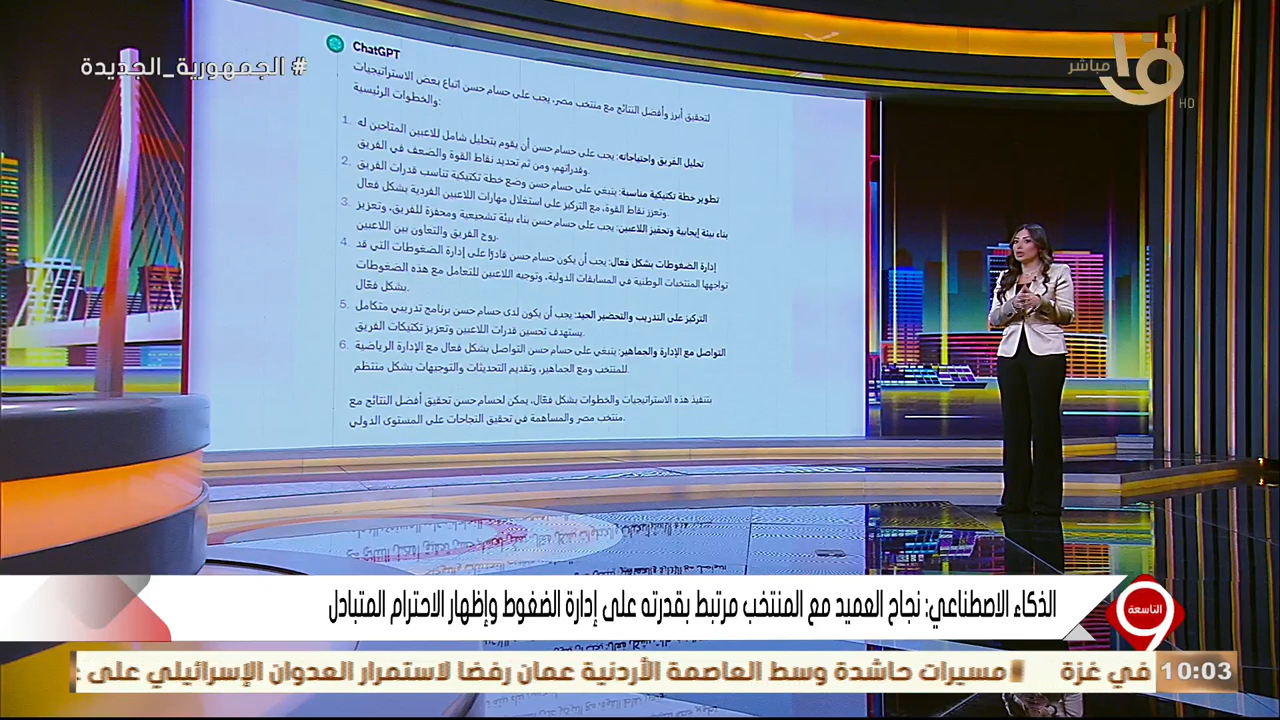 #الجمهورية_الجديدة
مباشر
HD
ChatGPT
لتحقيق أبرز وأفضل النتائج مع منتخب مصر، يجب على حسام حسن اتباع بعض الاستراتيجيات
والخطوات الرئيسية:
1. تحليل الفريق واحتياجاته: يجب على حسام حسن أن يقوم بتحليل شامل للاعبين المتاحين له
وقدراتهم، ومن ثم تحديد نقاط القوة والضعف في الفريق.
2. تطوير خطة تكتيكية مناسبة: ينبغي على حسام حسن وضع خطة تكتيكية تناسب قدرات الفريق
وتعزز نقاط القوة، مع التركيز على استغلال مهارات اللاعبين الفردية بشكل فعال.
3. بناء بيئة إيجابية وتحفيز اللاعبين: يجب على حسام حسن بناء بيئة تشجيعية ومحفزة للفريق، وتعزيز
روح الفريق والتعاون بين اللاعبين.
4. إدارة الضغوطات بشكل فعال: يجب أن يكون حسام حسن قادرًا على إدارة الضغوطات التي قد
تواجهها المنتخبات الوطنية في المسابقات الدولية، وتوجيه اللاعبين للتعامل مع هذه الضغوطات
بشكل فعّال.
5. التركيز على التدريب والتحضير الجيد: يجب أن يكون لدى حسام حسن برنامج تدريبي متكامل
يستهدف تحسين قدرات اللاعبين وتعزيز تكتيكات الفريق.
6. التواصل مع الإدارة والجماهير: ينبغي على حسام حسن التواصل بشكل فعال مع الإدارة الرياضية
للمنتخب ومع الجماهير، وتقديم التحديثات والتوجيهات بشكل منتظم.
بتنفيذ هذه الاستراتيجيات والخطوات بشكل فعّال، يمكن لحسام حسن تحقيق أفضل النتائج مع
منتخب مصر والمساهمة في تحقيق النجاحات على المستوى الدولي.
الذكاء الاصطناعي: نجاح العميد مع المنتخب مرتبط بقدرته على إدارة الضغوط وإظهار الاحترام المتبادل
التاسعة
9
10:03
في غزة مسيرات حاشدة وسط العاصمة الأردنية عمان رفضا لاستمرار العدوان الإسرائيلي على